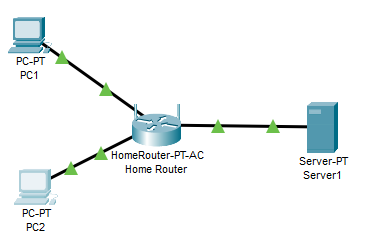 PC-PT
PC1
HomeRouter-PT-AC
Home Router
Server-PT
Server1
PC-PT
PC2